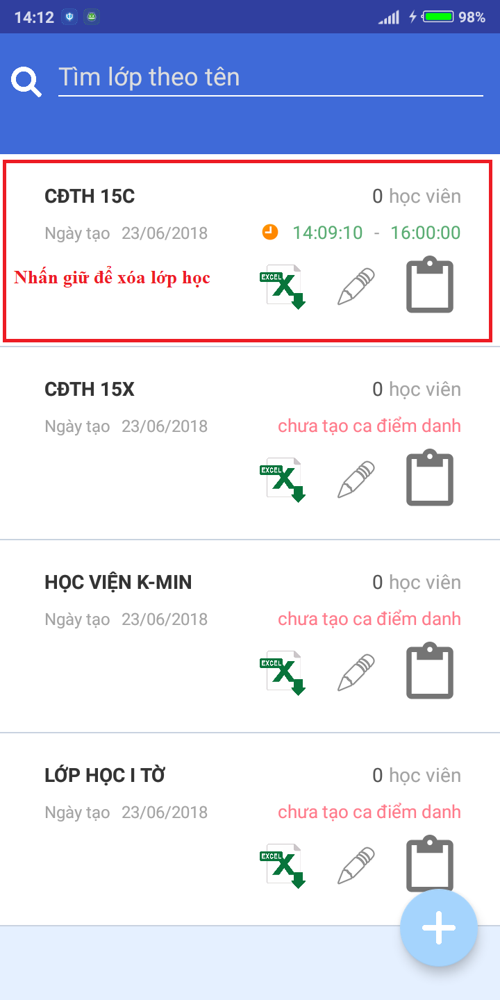 14:12 98%
Tìm lớp theo tên
CĐTH 15C 0 học viên
Ngày tạo 23/06/2018 14:09:10 - 16:00:00
Nhấn giữ để xóa lớp học EXCEL
CĐTH 15X 0 học viên
Ngày tạo 23/06/2018 chưa tạo ca điểm danh
EXCEL
HỌC VIỆN K-MIN 0 học viên
Ngày tạo 23/06/2018 chưa tạo ca điểm danh
EXCEL
LỚP HỌC I TỜ 0 học viên
Ngày tạo 23/06/2018 chưa tạo ca điểm danh
EXCEL